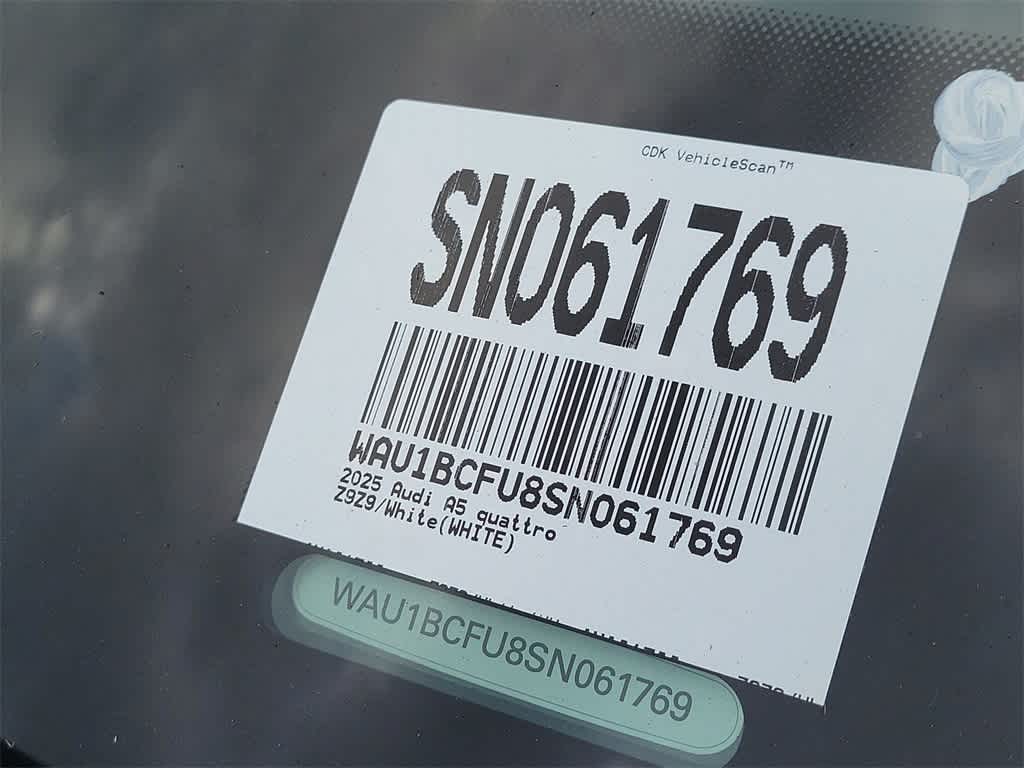 CDK VehicleScan™
SN061769
WAU1BCFU8SN061769
2025 Audi A5 quattro
Z9Z9/White(WHITE)
WAU1BCFU8SN061769